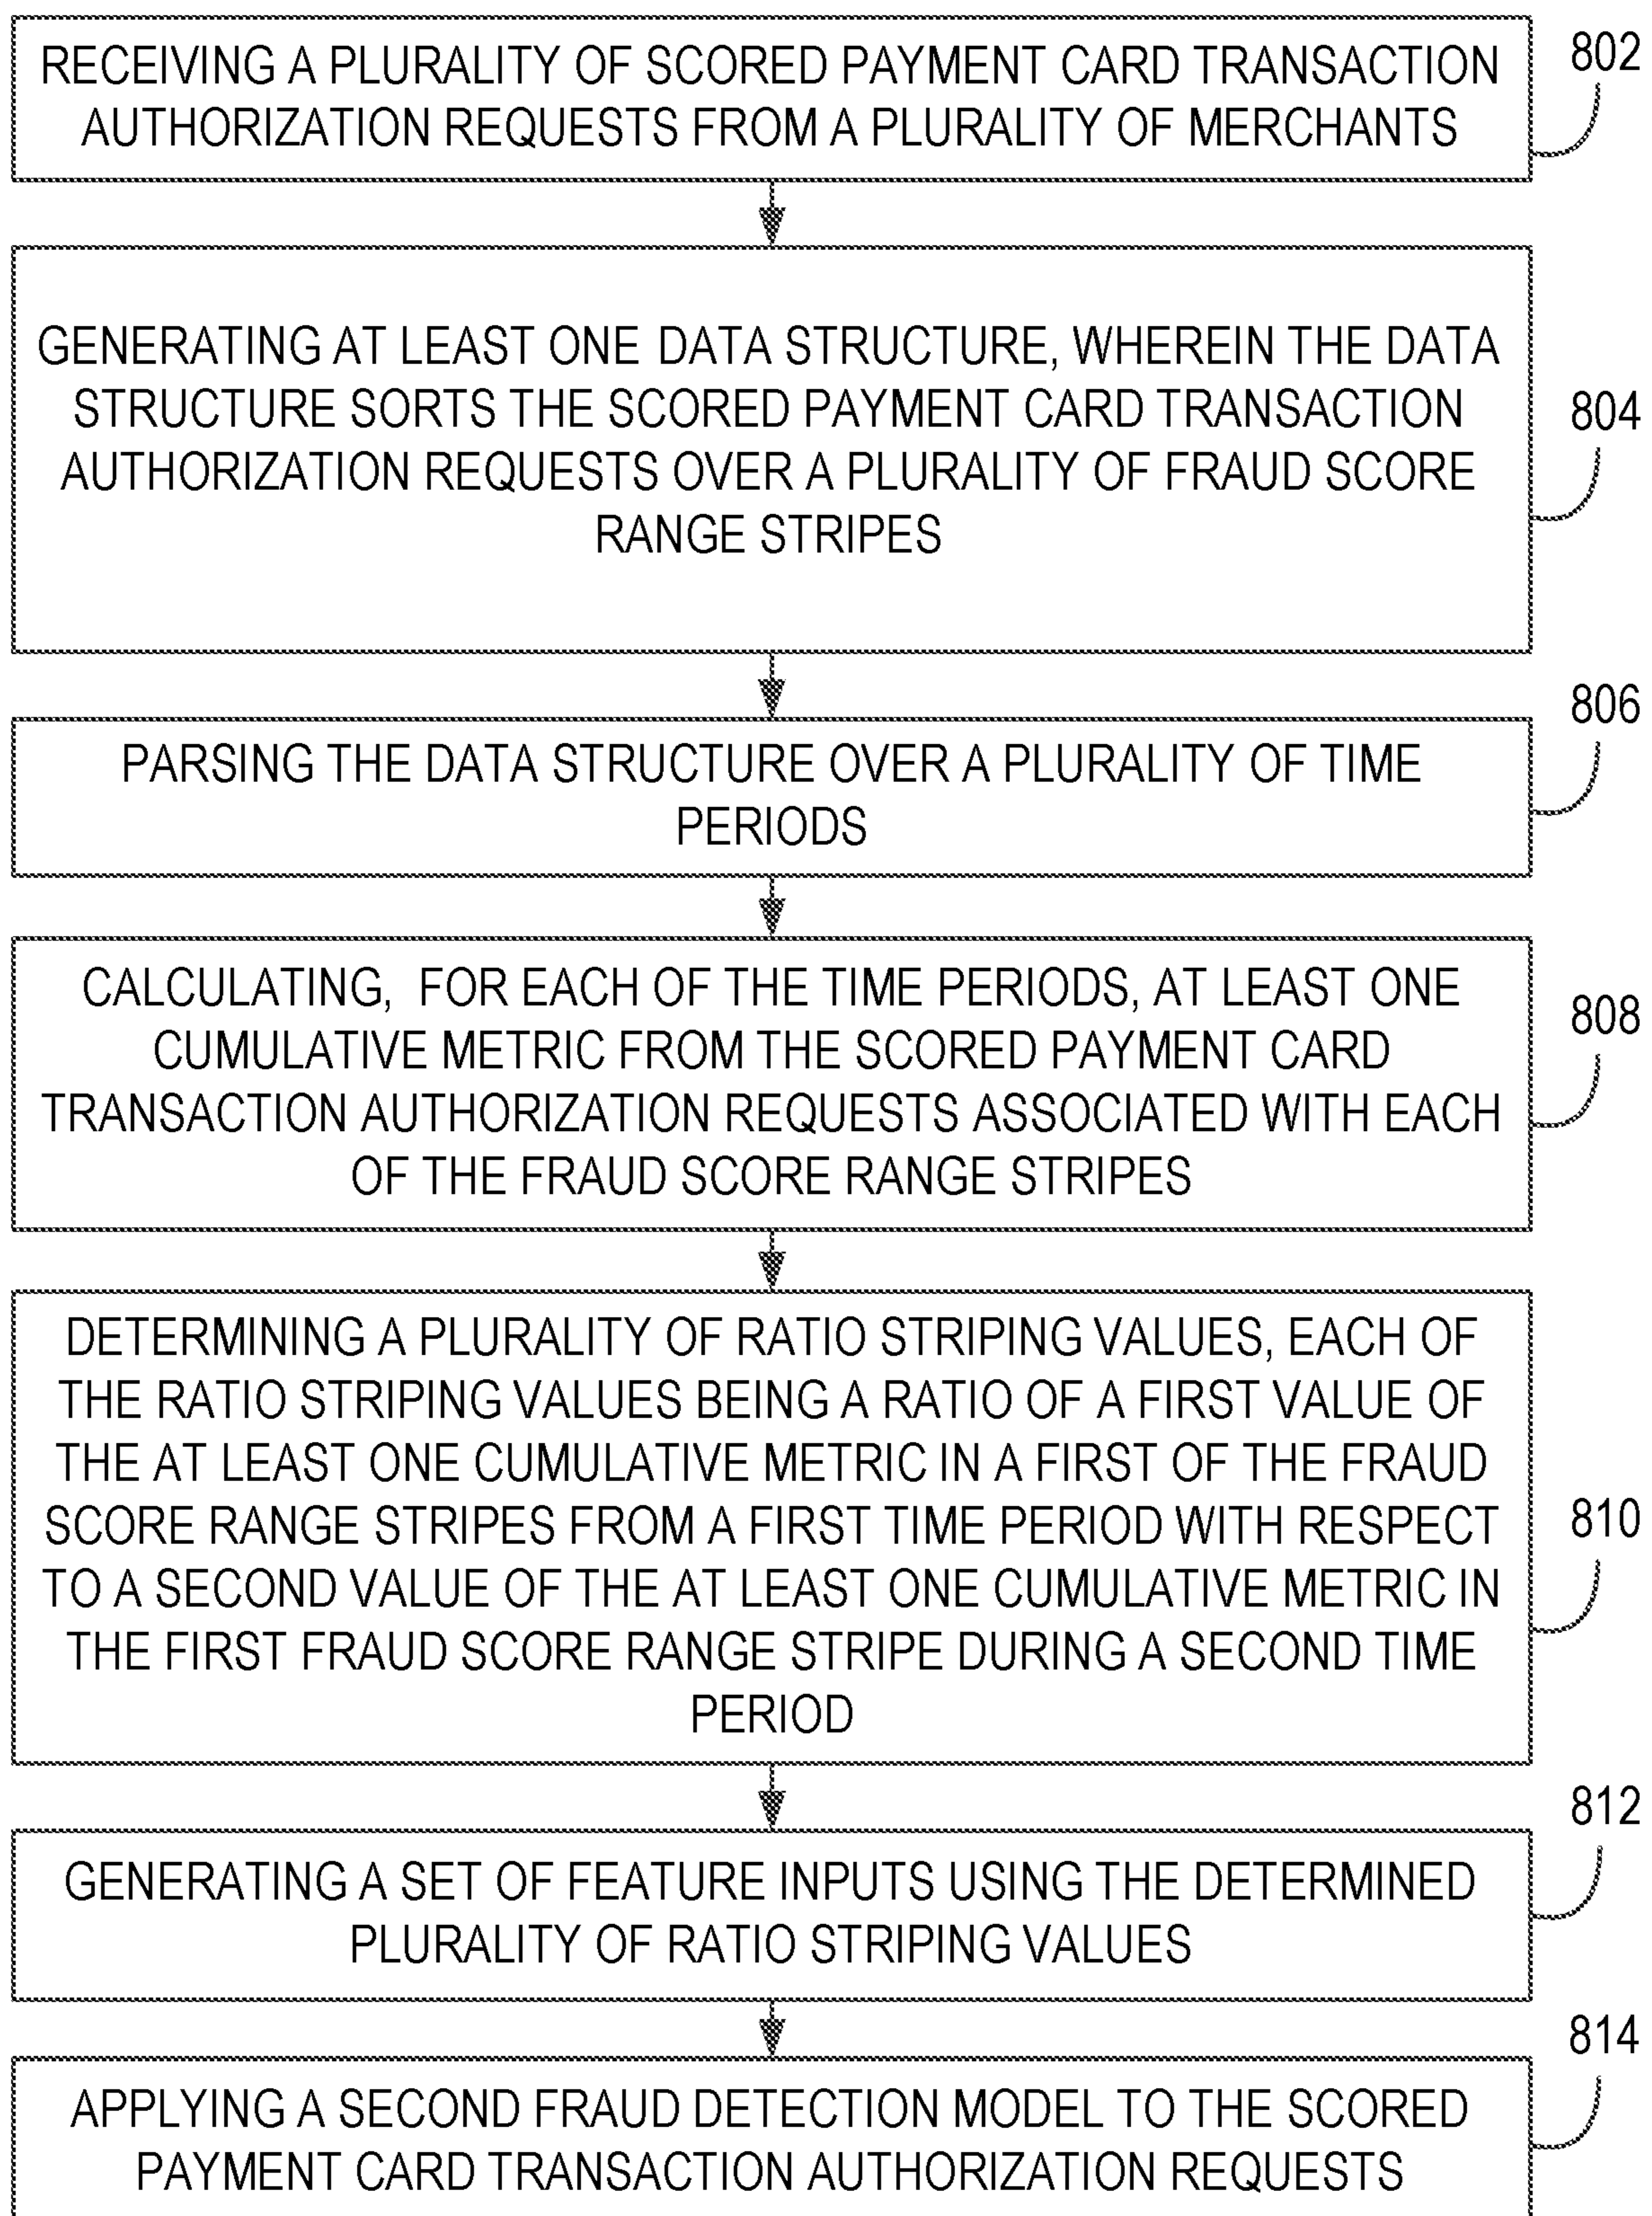 RECEIVING A PLURALITY OF SCORED PAYMENT CARD TRANSACTION
AUTHORIZATION REQUESTS FROM A PLURALITY OF MERCHANTS
802
GENERATING AT LEAST ONE DATA STRUCTURE, WHEREIN THE DATA
STRUCTURE SORTS THE SCORED PAYMENT CARD TRANSACTION
AUTHORIZATION REQUESTS OVER A PLURALITY OF FRAUD SCORE
RANGE STRIPES
804
PARSING THE DATA STRUCTURE OVER A PLURALITY OF TIME
PERIODS
806
CALCULATING, FOR EACH OF THE TIME PERIODS, AT LEAST ONE
CUMULATIVE METRIC FROM THE SCORED PAYMENT CARD
TRANSACTION AUTHORIZATION REQUESTS ASSOCIATED WITH EACH
OF THE FRAUD SCORE RANGE STRIPES
808
DETERMINING A PLURALITY OF RATIO STRIPING VALUES, EACH OF
THE RATIO STRIPING VALUES BEING A RATIO OF A FIRST VALUE OF
THE AT LEAST ONE CUMULATIVE METRIC IN A FIRST OF THE FRAUD
SCORE RANGE STRIPES FROM A FIRST TIME PERIOD WITH RESPECT
TO A SECOND VALUE OF THE AT LEAST ONE CUMULATIVE METRIC IN
THE FIRST FRAUD SCORE RANGE STRIPE DURING A SECOND TIME
PERIOD
810
GENERATING A SET OF FEATURE INPUTS USING THE DETERMINED
PLURALITY OF RATIO STRIPING VALUES
812
APPLYING A SECOND FRAUD DETECTION MODEL TO THE SCORED
PAYMENT CARD TRANSACTION AUTHORIZATION REQUESTS
814